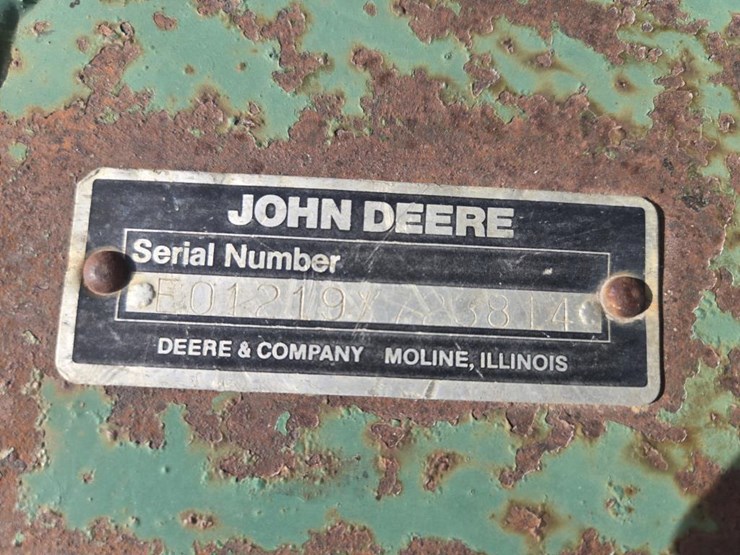 JOHN DEERE
Serial Number
DEERE & COMPANY MOLINE, ILLINOIS